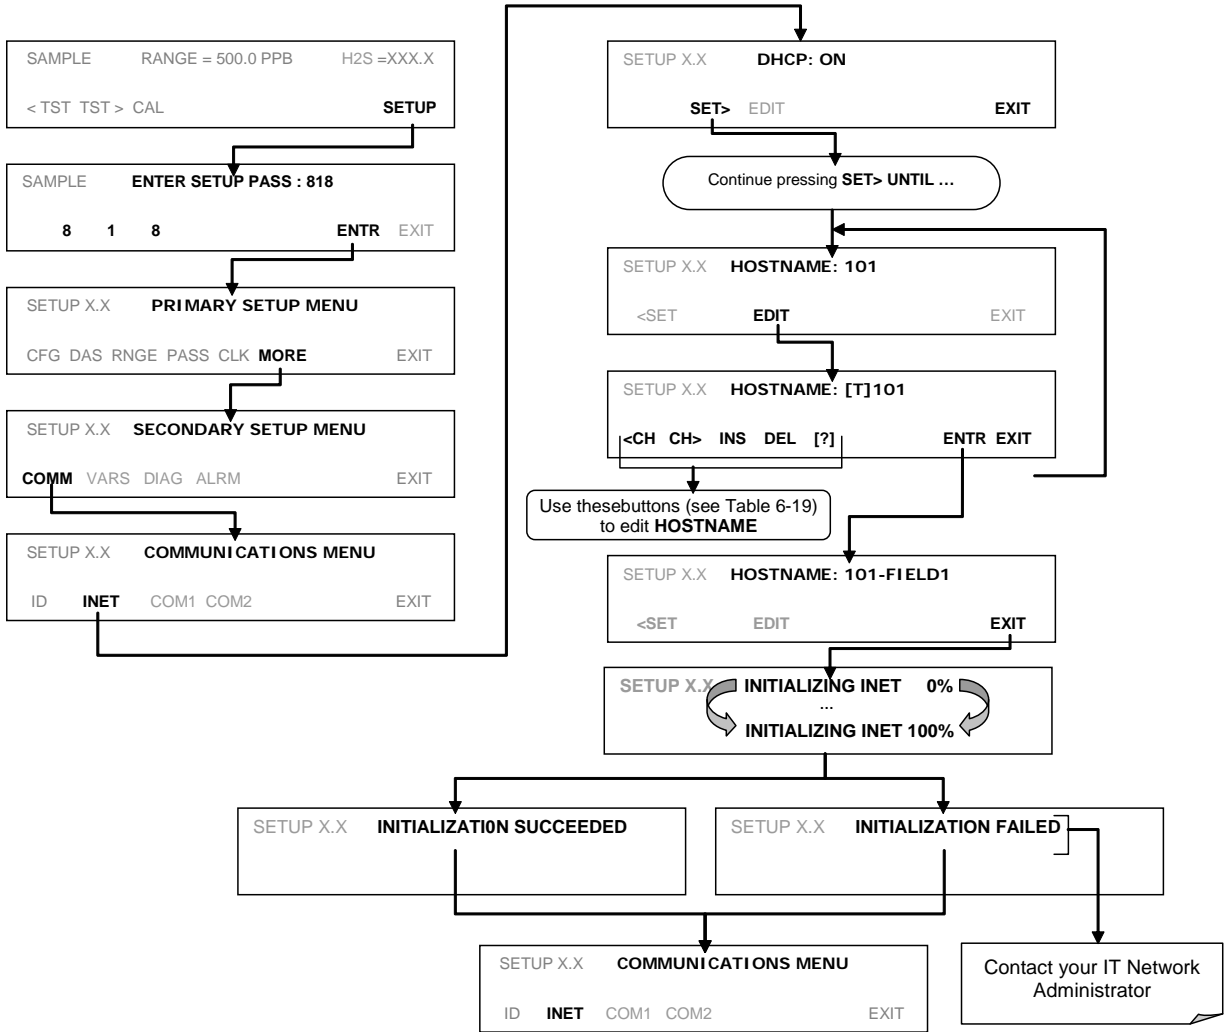 SAMPLE RANGE = 500.0 PPB H2S =XXX.X
< TST TST > CAL SETUP
SAMPLE ENTER SETUP PASS : 818
8 1 8 ENTR EXIT
SETUP X.X PRIMARY SETUP MENU
CFG DAS RNGE PASS CLK MORE EXIT
SETUP X.X SECONDARY SETUP MENU
COMM VARS DIAG ALRM EXIT
SETUP X.X COMMUNICATIONS MENU
ID INET COM1 COM2 EXIT
SETUP X.X DHCP: ON
SET> EDIT EXIT
Continue pressing SET> UNTIL ...
SETUP X.X HOSTNAME: 101
<SET EDIT EXIT
SETUP X.X HOSTNAME: [T]101
<CH CH> INS DEL [?] ENTR EXIT
Use thesebuttons (see Table 6-19)
to edit HOSTNAME
SETUP X.X HOSTNAME: 101-FIELD1
<SET EDIT EXIT
SETUP X.X INITIALIZING INET 0%
...
INITIALIZING INET 100%
SETUP X.X INITIALIZATI0N SUCCEEDED
SETUP X.X INITIALIZATION FAILED
SETUP X.X COMMUNICATIONS MENU
ID INET COM1 COM2 EXIT
Contact your IT Network
Administrator